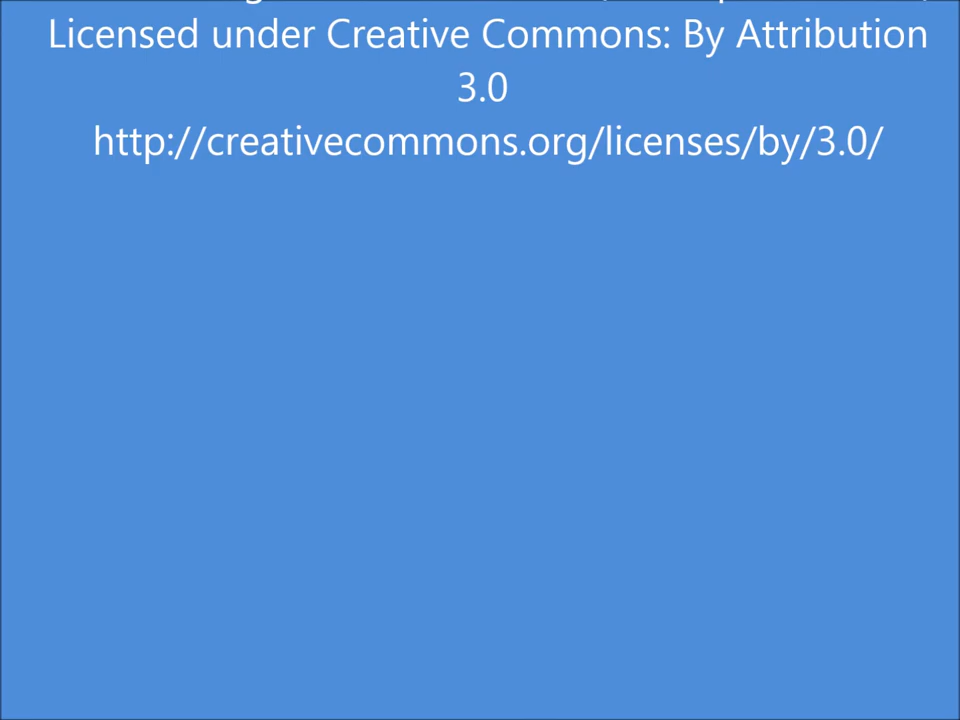 Licensed under Creative Commons: By Attribution
3.0
http://creativecommons.org/licenses/by/3.0/